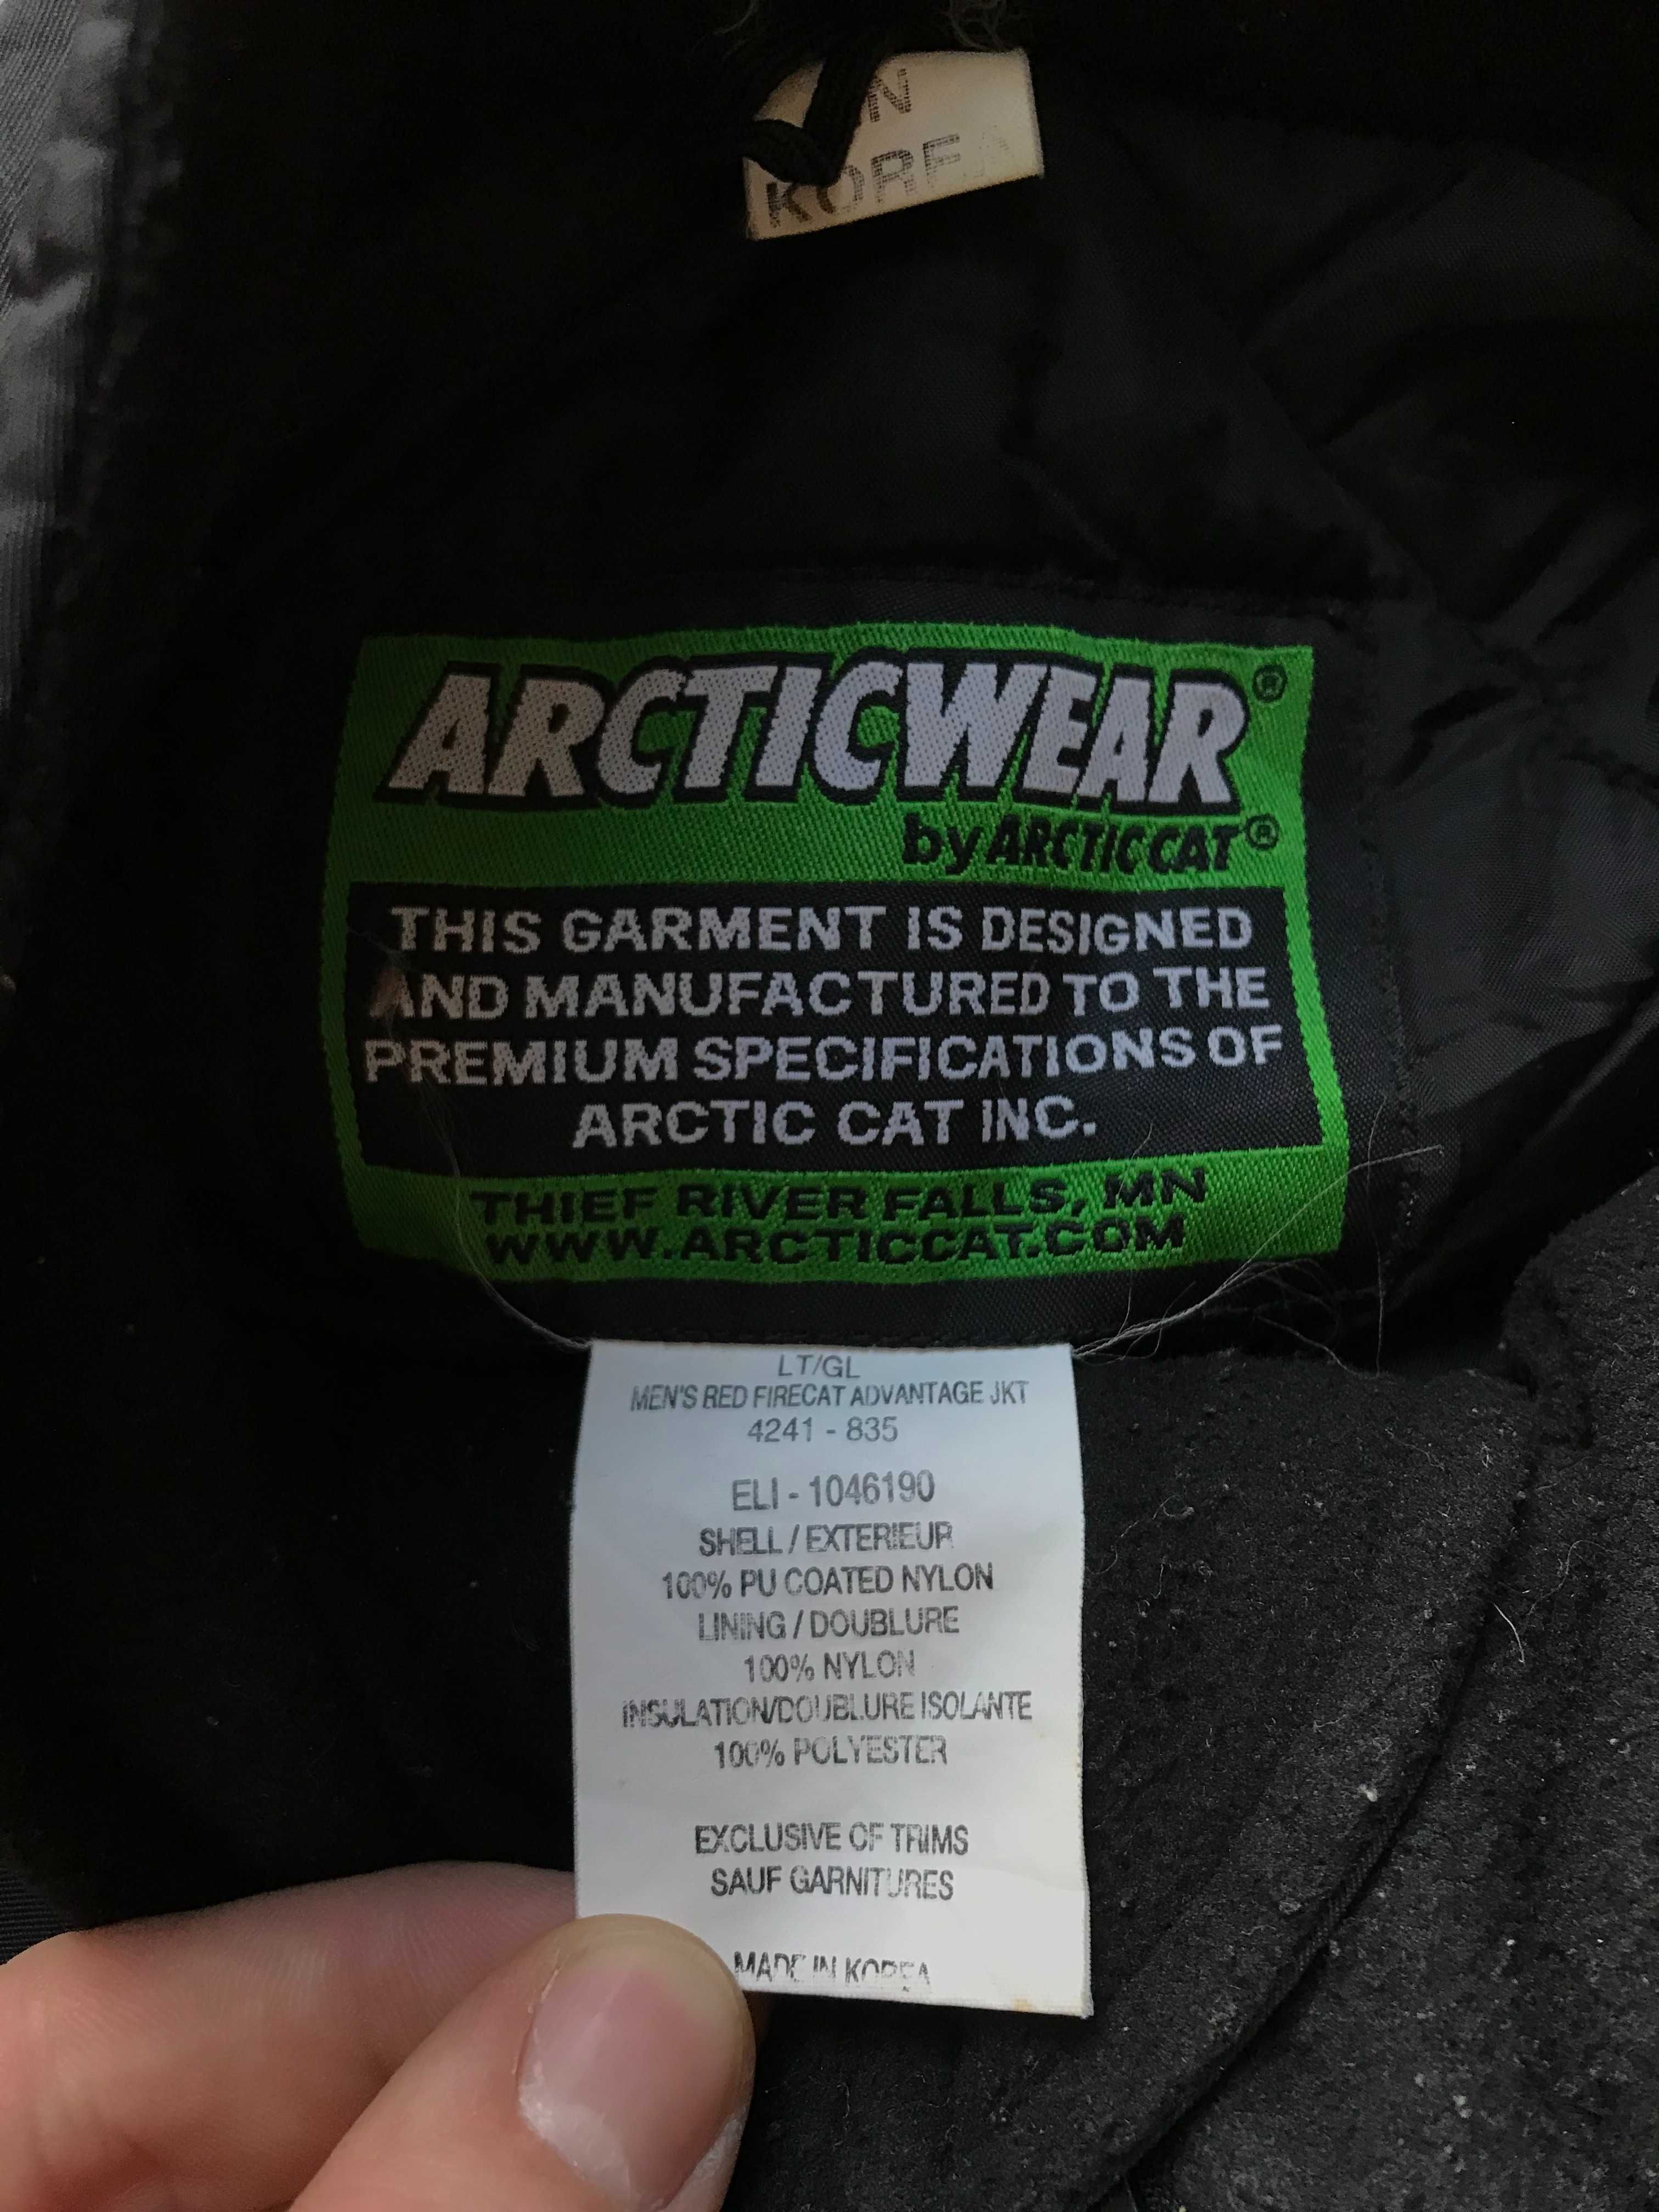 IN
KOREA
ARCTICWEAR®
by ARCTIC CAT®
THIS GARMENT IS DESIGNED
AND MANUFACTURED TO THE
PREMIUM SPECIFICATIONS OF
ARCTIC CAT INC.
THIEF RIVER FALLS, MN
WWW.ARCTICCAT.COM
LT/GL
MEN'S RED FIRECAT ADVANTAGE JKT
4241 - 835
ELI - 1046190
SHELL / EXTERIEUR
100% PU COATED NYLON
LINING / DOUBLURE
100% NYLON
INSULATION/DOUBLURE ISOLANTE
100% POLYESTER
EXCLUSIVE OF TRIMS
SAUF GARNITURES
MADE IN KOREA